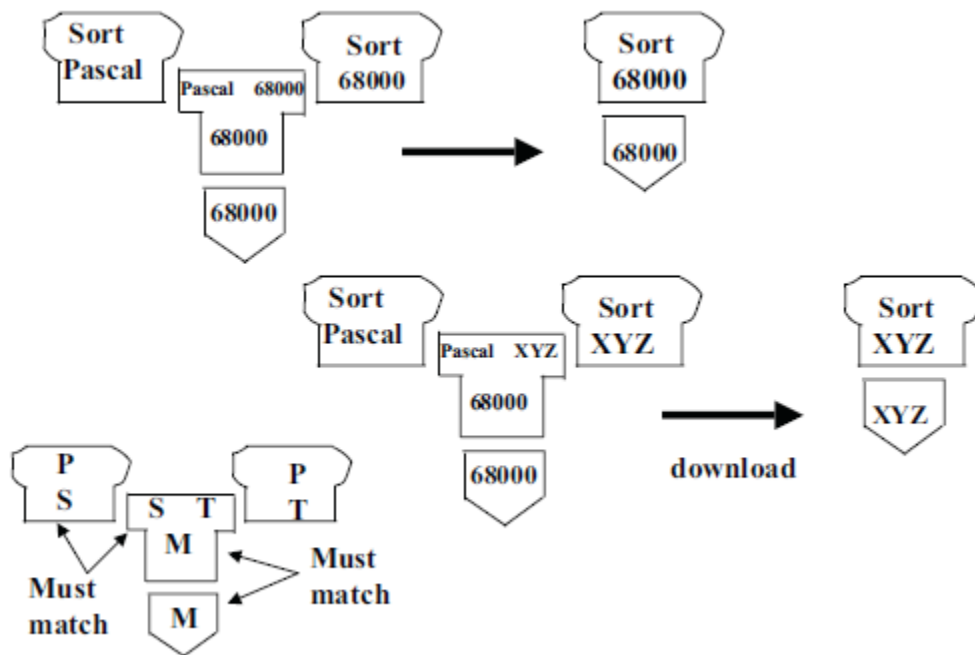 Sort
Pascal
Pascal 68000
68000
68000
Sort
68000
Sort
68000
68000
Sort
Pascal
Pascal XYZ
68000
68000
Sort
XYZ
download
Sort
XYZ
XYZ
P
S
S T
M
M
P
T
Must
match
Must
match